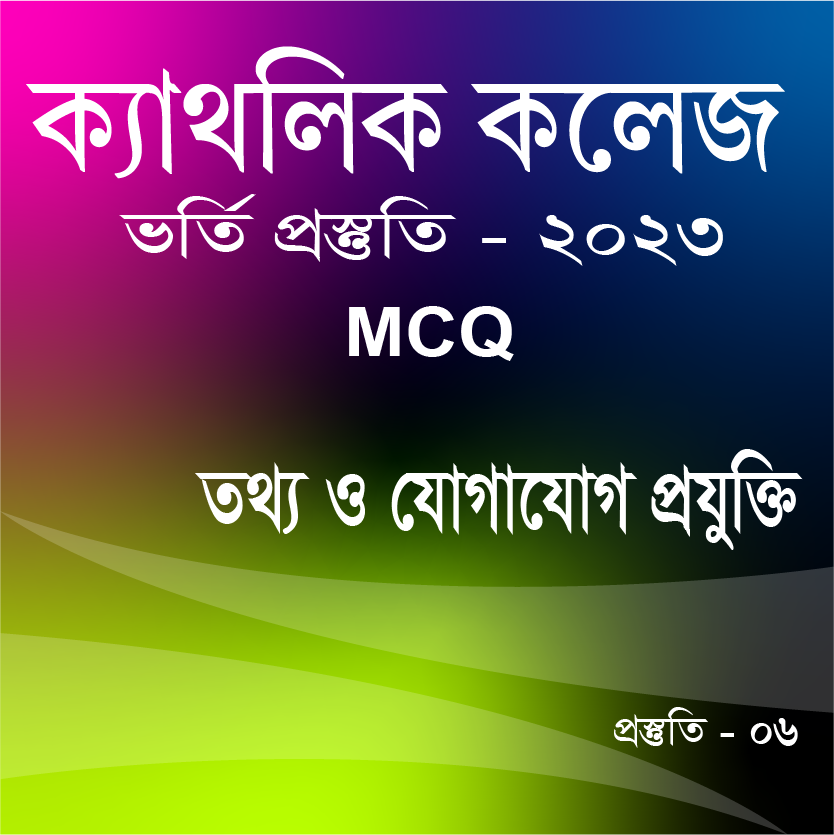 ক্যাথলিক কলেজ
ভর্তি প্রস্তুতি - ২০২৩
MCQ
তথ্য ও যোগাযোগ প্রযুক্তি
প্রস্তুতি - ০৬